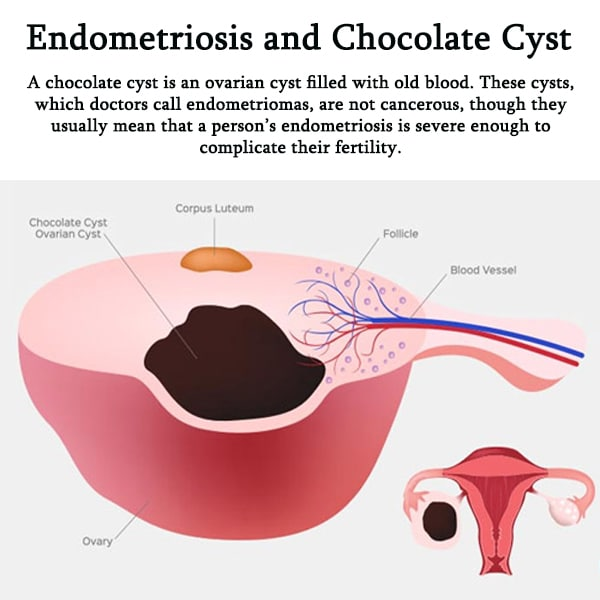 Endometriosis and Chocolate Cyst
A chocolate cyst is an ovarian cyst filled with old blood. These cysts,
which doctors call endometriomas, are not cancerous, though they
usually mean that a person’s endometriosis is severe enough to
complicate their fertility.
Corpus Luteum
Chocolate Cyst
Ovarian Cyst
Follicle
Blood Vessel
Ovary